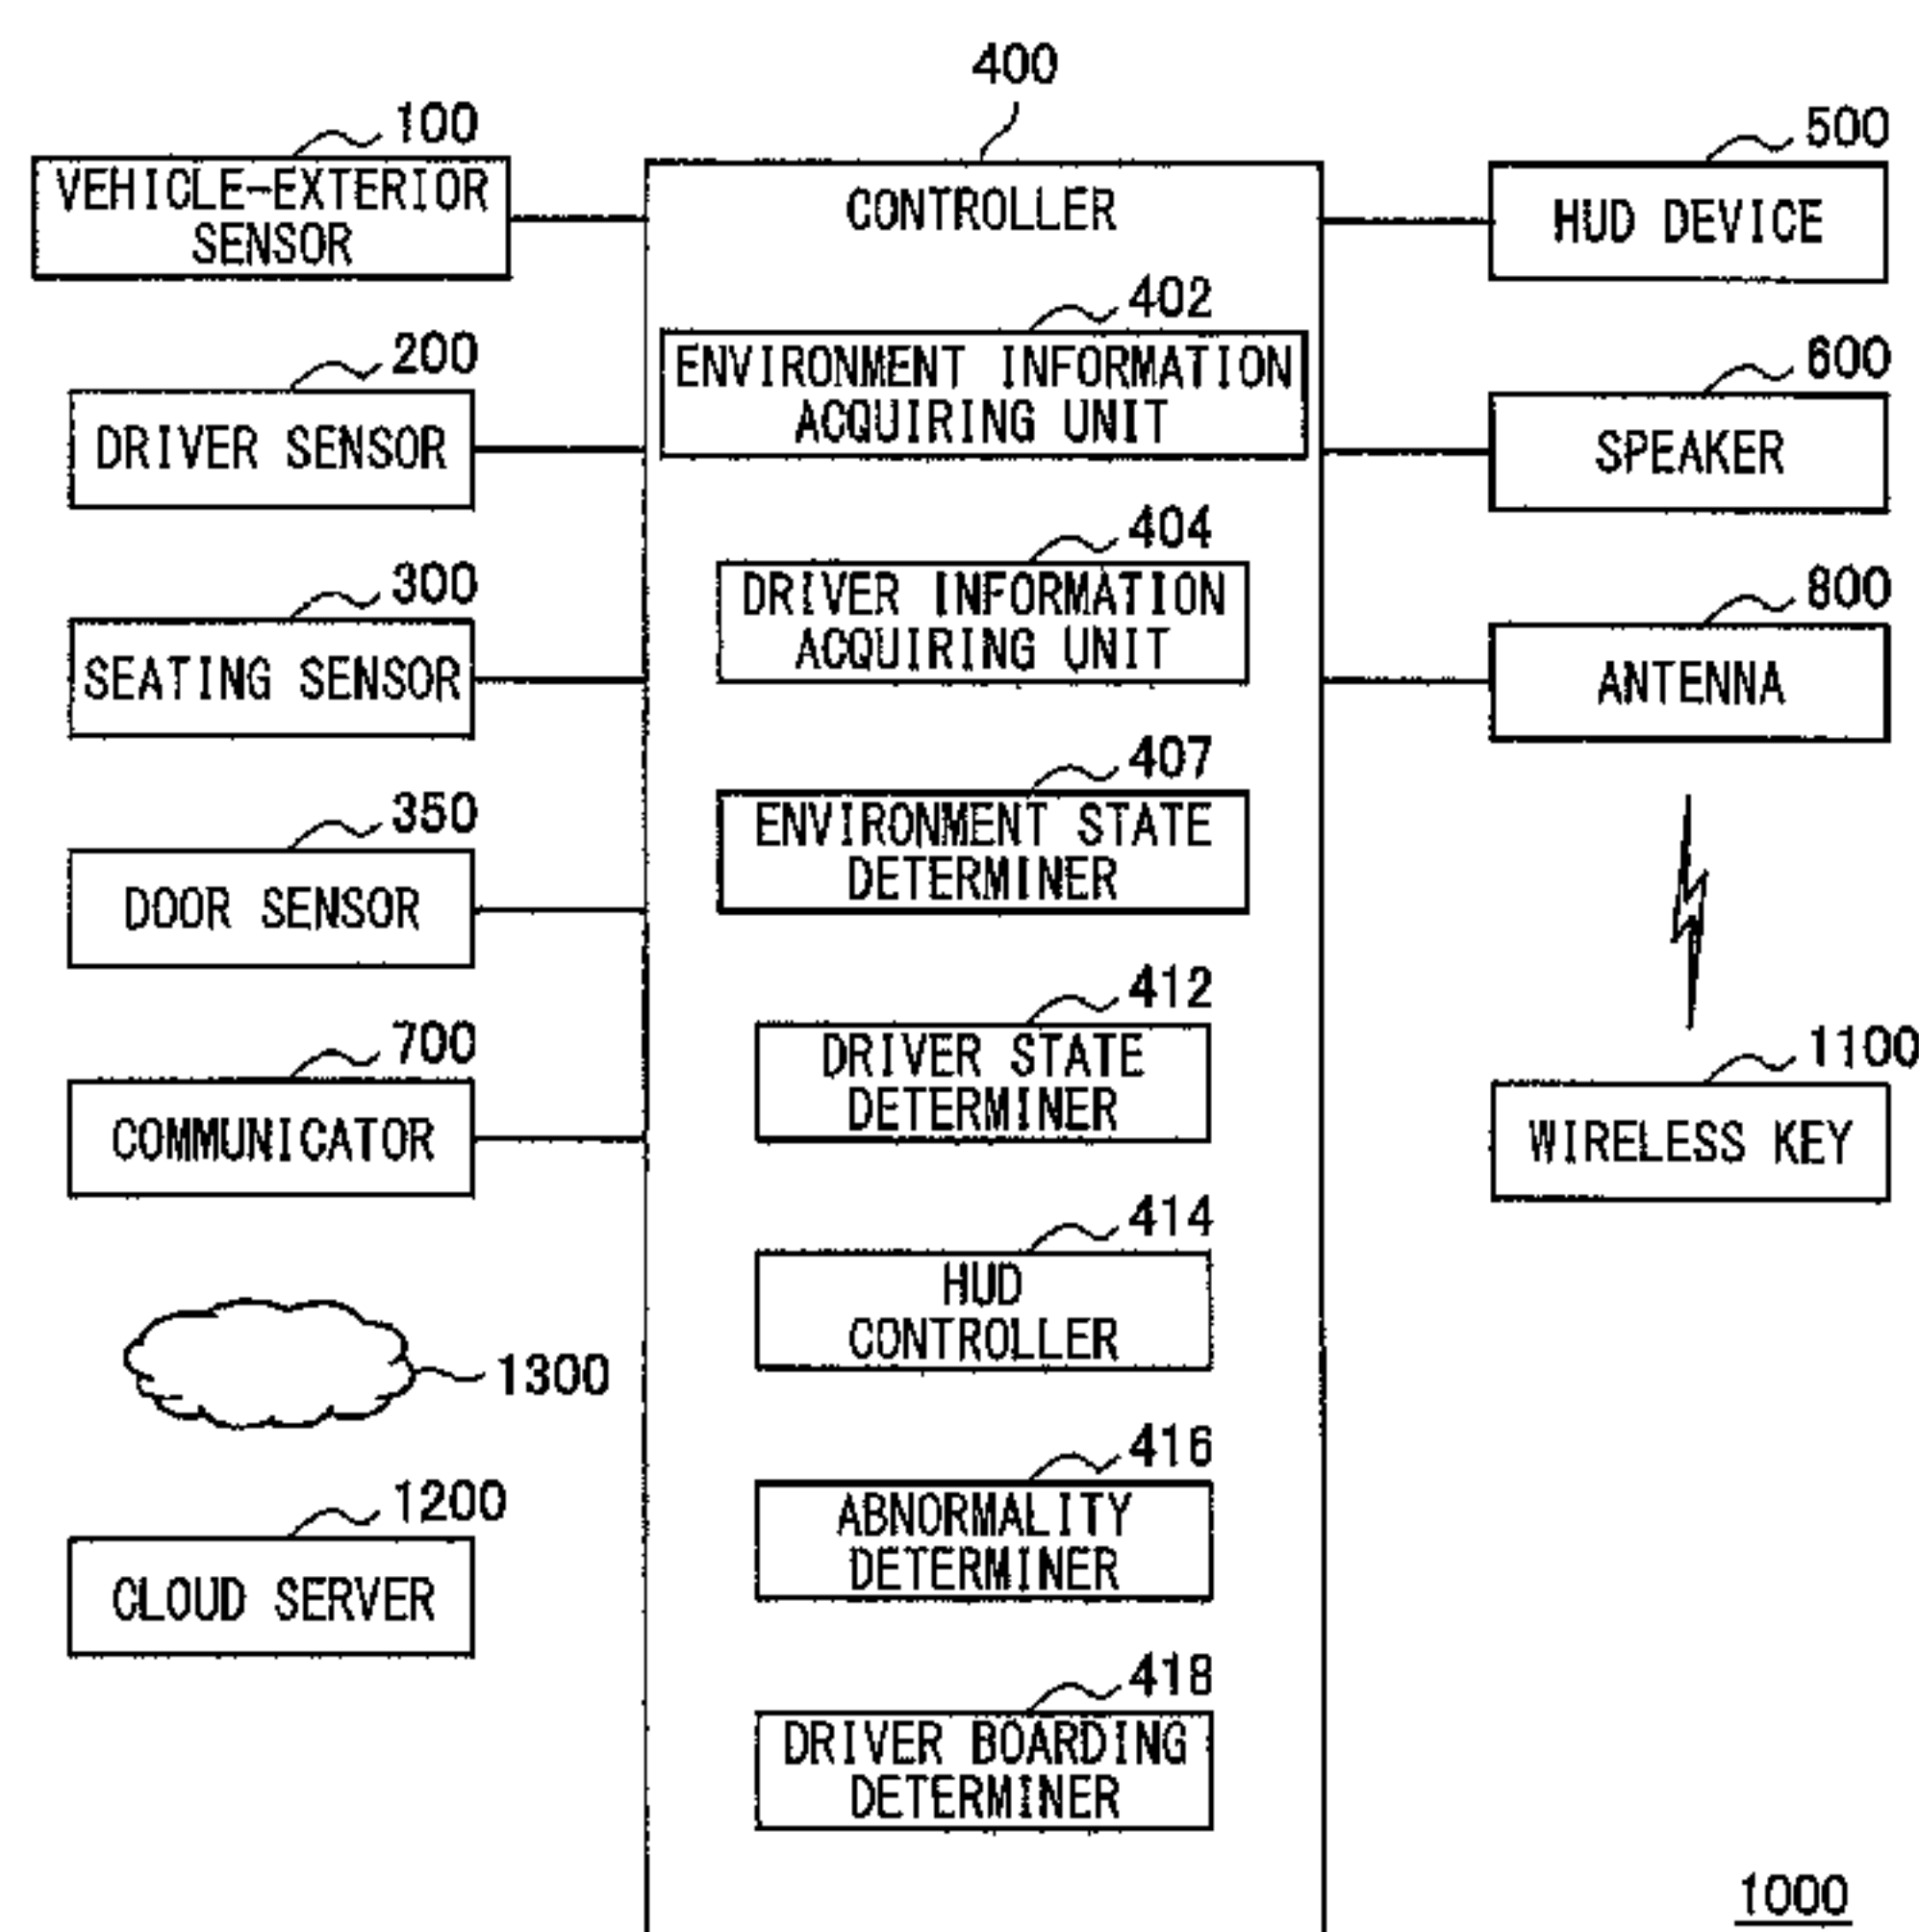 400
100
VEHICLE-EXTERIOR
SENSOR
200
DRIVER SENSOR
300
SEATING SENSOR
350
DOOR SENSOR
700
COMMUNICATOR
1300
1200
CLOUD SERVER
CONTROLLER
402
ENVIRONMENT INFORMATION
ACQUIRING UNIT
404
DRIVER INFORMATION
ACQUIRING UNIT
407
ENVIRONMENT STATE
DETERMINER
412
DRIVER STATE
DETERMINER
414
HUD
CONTROLLER
416
ABNORMALITY
DETERMINER
418
DRIVER BOARDING
DETERMINER
500
HUD DEVICE
600
SPEAKER
800
ANTENNA
1100
WIRELESS KEY
1000